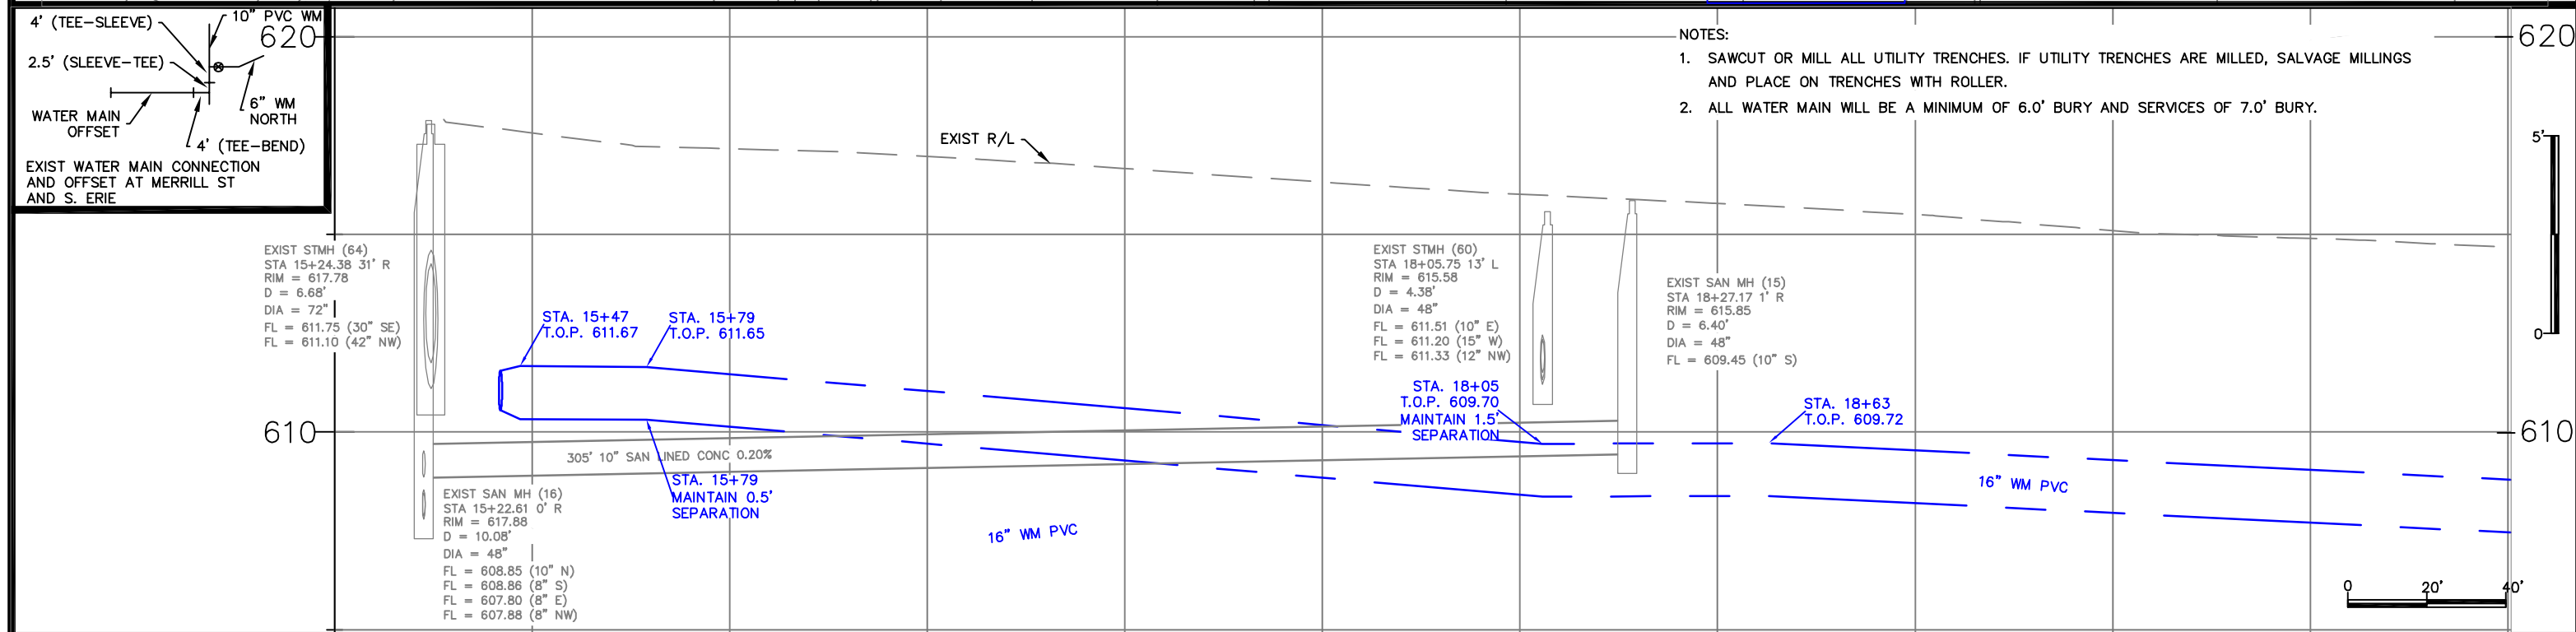 4' (TEE-SLEEVE)
10" PVC WM
2.5' (SLEEVE-TEE)
6" WM
NORTH
WATER MAIN
OFFSET
4' (TEE-BEND)
EXIST WATER MAIN CONNECTION
AND OFFSET AT MERRILL ST
AND S. ERIE
620
620
NOTES:
1. SAWCUT OR MILL ALL UTILITY TRENCHES. IF UTILITY TRENCHES ARE MILLED, SALVAGE MILLINGS
AND PLACE ON TRENCHES WITH ROLLER.
2. ALL WATER MAIN WILL BE A MINIMUM OF 6.0' BURY AND SERVICES OF 7.0' BURY.
EXIST R/L
5'
0
EXIST STMH (64)
STA 15+24.38 31' R
RIM = 617.78
D = 6.68'
DIA = 72"
FL = 611.75 (30" SE)
FL = 611.10 (42" NW)
STA. 15+47
T.O.P. 611.67
STA. 15+79
T.O.P. 611.65
EXIST STMH (60)
STA 18+05.75 13' L
RIM = 615.58
D = 4.38'
DIA = 48"
FL = 611.51 (10" E)
FL = 611.20 (15" W)
FL = 611.33 (12" NW)
EXIST SAN MH (15)
STA 18+27.17 1' R
RIM = 615.85
D = 6.40'
DIA = 48"
FL = 609.45 (10" S)
STA. 18+05
T.O.P. 609.70
MAINTAIN 1.5'
SEPARATION
STA. 18+63
T.O.P. 609.72
610
610
305' 10" SAN LINED CONC 0.20%
STA. 15+79
MAINTAIN 0.5'
SEPARATION
EXIST SAN MH (16)
STA 15+22.61 0' R
RIM = 617.88
D = 10.08'
DIA = 48"
FL = 608.85 (10" N)
FL = 608.86 (8" S)
FL = 607.80 (8" E)
FL = 607.88 (8" NW)
16" WM PVC
16" WM PVC
0 20' 40'